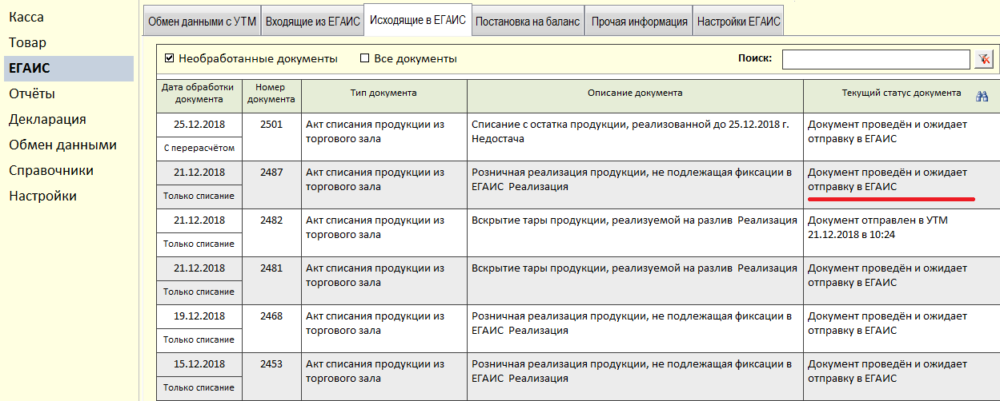 Касса
Товар
ЕГАИС
Отчёты
Декларация
Обмен данными
Справочники
Настройки
Обмен данными с УТМ Входящие из ЕГАИС Исходящие в ЕГАИС Постановка на баланс Прочая информация Настройки ЕГАИС
Необработанные документы Все документы Поиск:
Дата обработки документа Номер документа Тип документа Описание документа Текущий статус документа
25.12.2018 2501 Акт списания продукции из Списание с остатка продукции, реализованной до 25.12.2018 г. Документ проведён и ожидает
торгового зала Недостача отправку в ЕГАИС
С перерасчётом
21.12.2018 2487 Акт списания продукции из Розничная реализация продукции, не подлежащая фиксации в Документ проведён и ожидает
торгового зала ЕГАИС Реализация отправку в ЕГАИС
Только списание
21.12.2018 2482 Акт списания продукции из Вскрытие тары продукции, реализуемой на разлив Реализация Документ отправлен в УТМ
торгового зала 21.12.2018 в 10:24
Только списание
21.12.2018 2481 Акт списания продукции из Вскрытие тары продукции, реализуемой на разлив Реализация Документ проведён и ожидает
торгового зала отправку в ЕГАИС
Только списание
19.12.2018 2468 Акт списания продукции из Розничная реализация продукции, не подлежащая фиксации в Документ проведён и ожидает
торгового зала ЕГАИС Реализация отправку в ЕГАИС
Только списание
15.12.2018 2453 Акт списания продукции из Розничная реализация продукции, не подлежащая фиксации в Документ проведён и ожидает
торгового зала ЕГАИС Реализация отправку в ЕГАИС
Только списание